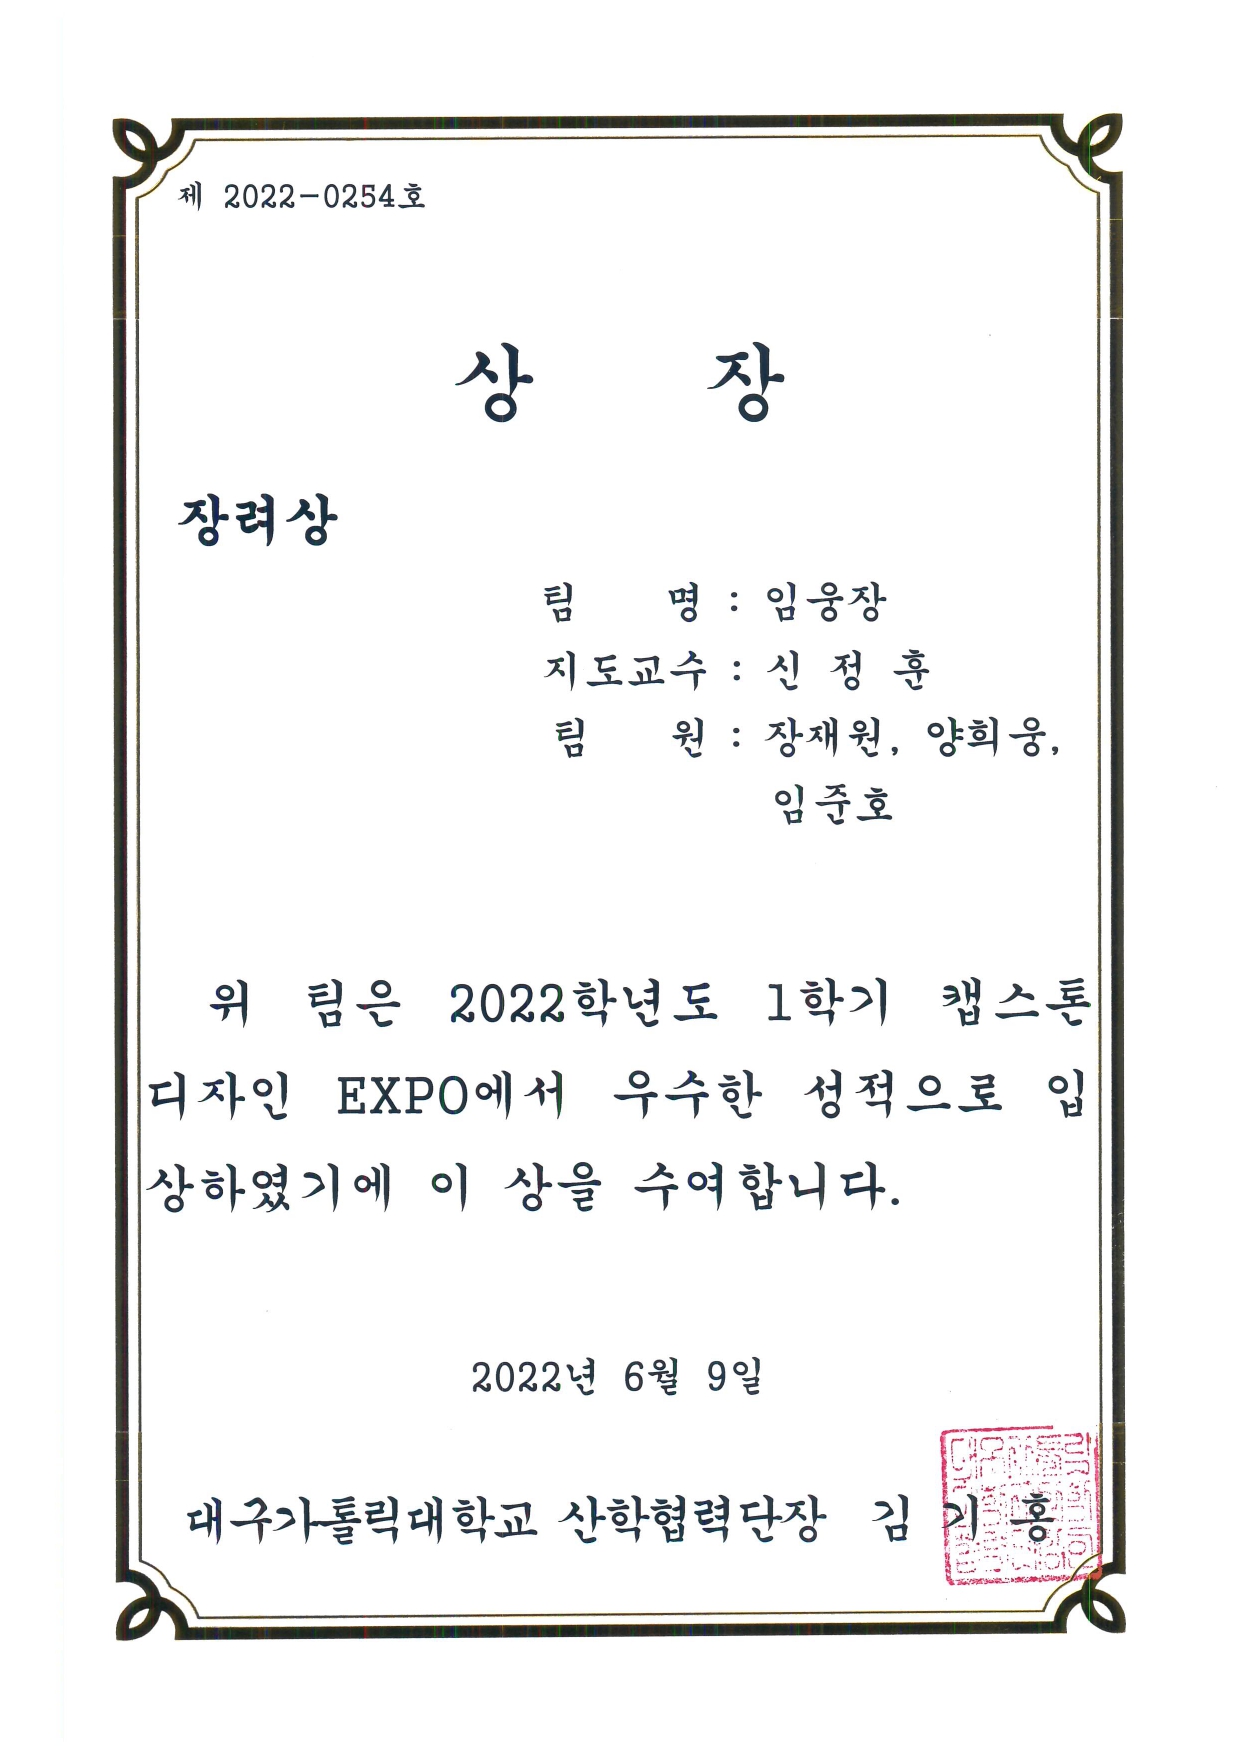 제 2022-0254호
상 장
장려상
팀 명 : 임웅장
지도교수 : 신 정 훈
팀 원 : 장재원, 양희웅,
임준호
위 팀은 2022학년도 1학기 캡스톤
디자인 EXPO에서 우수한 성적으로 입
상하였기에 이 상을 수여합니다.
2022년 6월 9일
대구가톨릭대학교 산학협력단장 김 기 홍